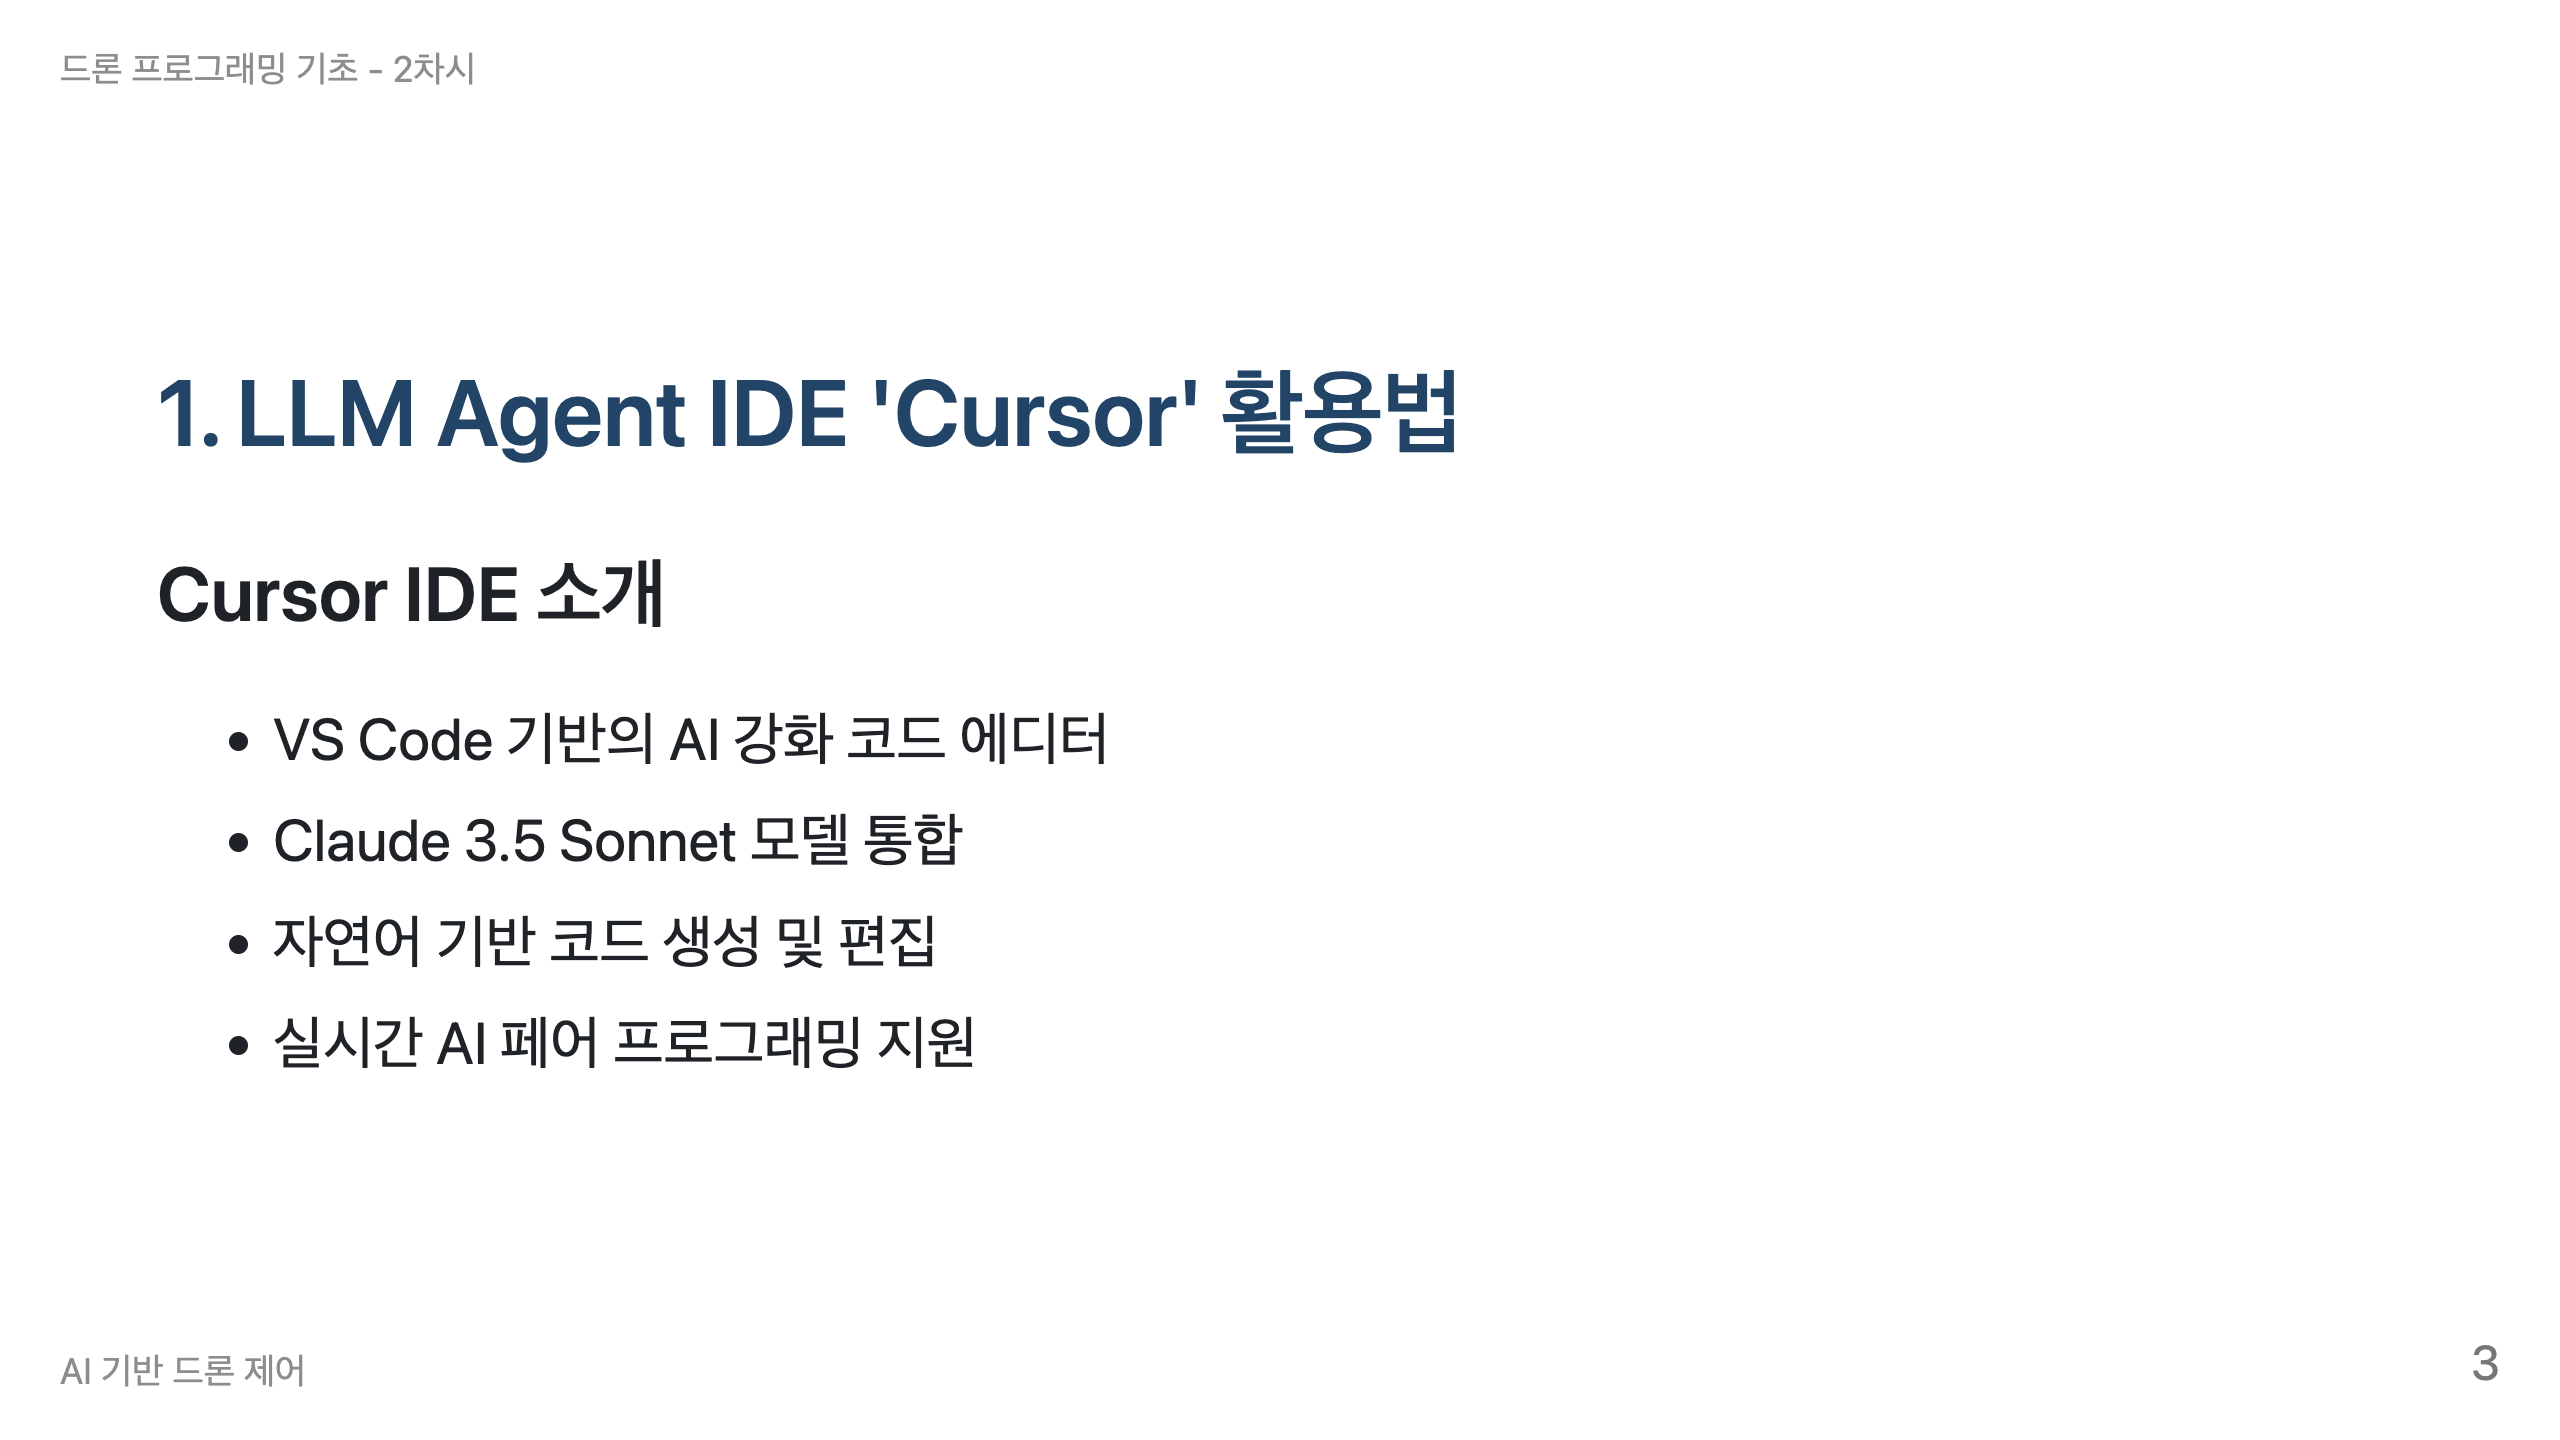 드론 프로그래밍 기초 - 2차시
1. LLM Agent IDE 'Cursor' 활용법
Cursor IDE 소개
• VS Code 기반의 AI 강화 코드 에디터
• Claude 3.5 Sonnet 모델 통합
• 자연어 기반 코드 생성 및 편집
• 실시간 AI 페어 프로그래밍 지원
AI 기반 드론 제어
3